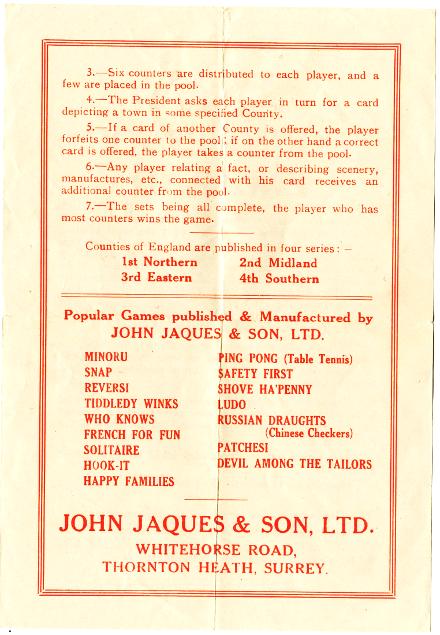 3.—Six counters are distributed to each player, and a
few are placed in the pool.
4.—The President asks each player in turn for a card
depicting a town in some specified County.
5.—If a card of another County is offered, the player
forfeits one counter to the pool; if on the other hand a correct
card is offered, the player takes a counter from the pool.
6.—Any player relating a fact, or describing scenery,
manufactures, etc., connected with his card receives an
additional counter from the pool.
7.—The sets being all complete, the player who has
most counters wins the game.
Counties of England are published in four series: –
1st Northern 2nd Midland
3rd Eastern 4th Southern
Popular Games published & Manufactured by
JOHN JAQUES & SON, LTD.
MINORU
SNAP
REVERSI
TIDDLEDY WINKS
WHO KNOWS
FRENCH FOR FUN
SOLITAIRE
HOOK-IT
HAPPY FAMILIES
PING PONG (Table Tennis)
SAFETY FIRST
SHOVE HA'PENNY
LUDO
RUSSIAN DRAUGHTS
(Chinese Checkers)
PATCHESI
DEVIL AMONG THE TAILORS
JOHN JAQUES & SON, LTD.
WHITEHORSE ROAD,
THORNTON HEATH, SURREY.